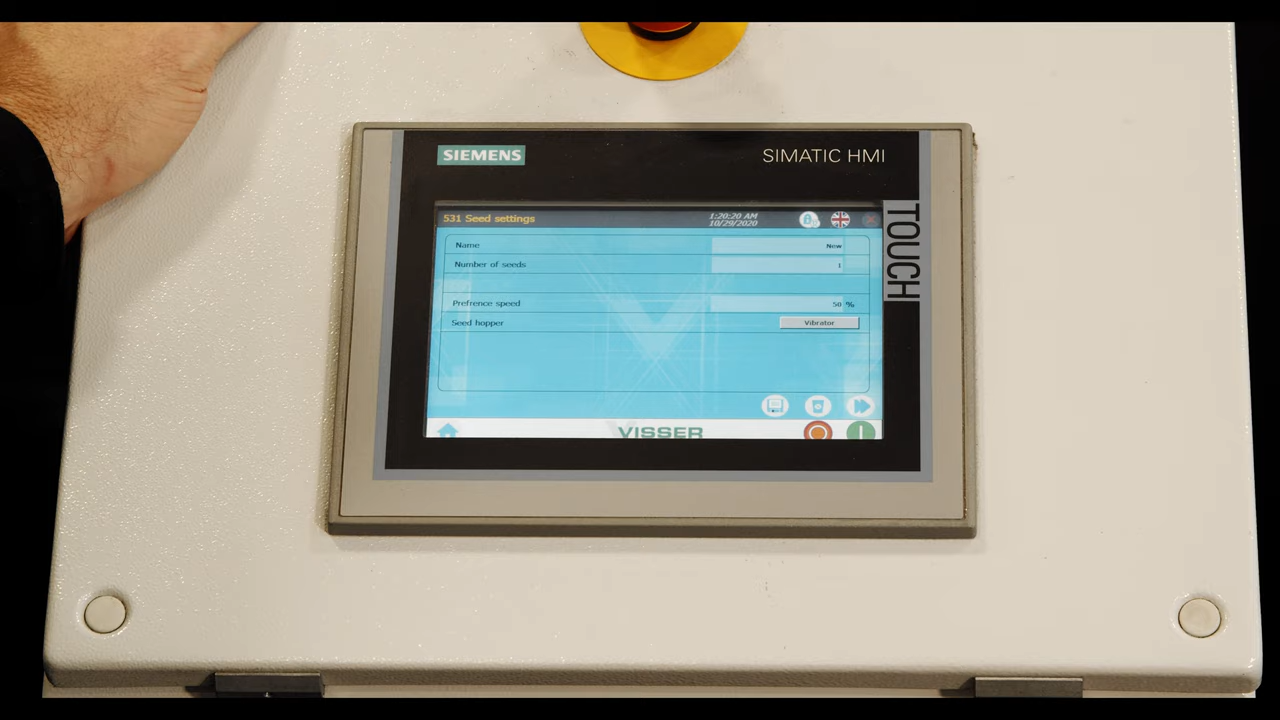 SIEMENS
SIMATIC HMI
TOUCH
531 Seed settings
1:20:20 AM
10/29/2020
Name New
Number of seeds 1
Prefrence speed 50 %
Seed hopper Vibrator
VISSER